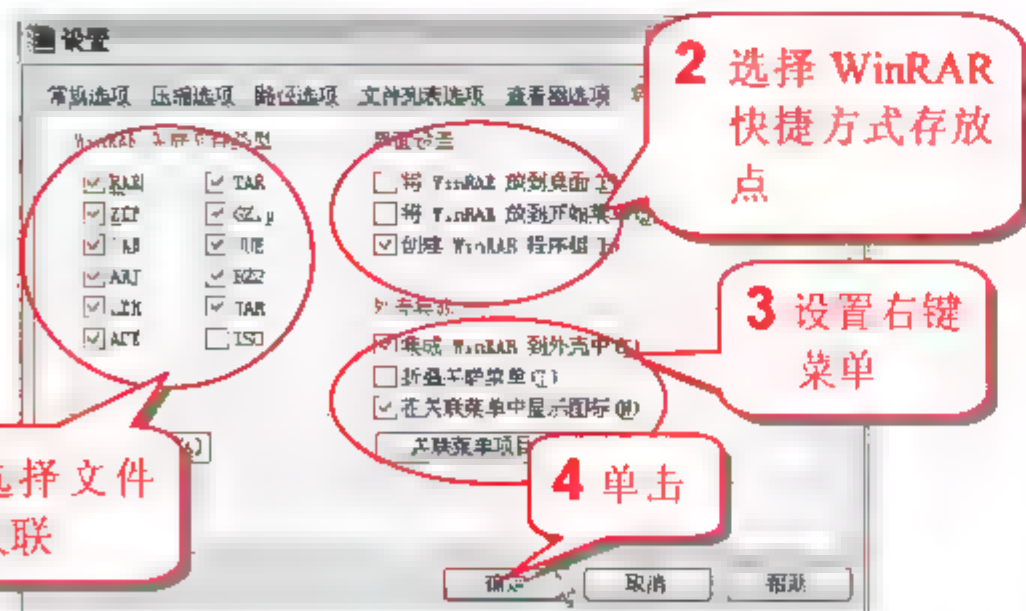 设置
常规选项 压缩选项 路径选项 文件列表选项 查看器选项
WinRAR 关联文件类型
界面设置
RAR TAR
ZIP GZip
CAB UUE
ARJ BZ2
LZH JAR
ACE ISO
将 WinRAR 放到桌面
将 WinRAR 放到开始菜单
创建 WinRAR 程序组
外壳集成
集成 WinRAR 到外壳中
折叠关联菜单(T)
在关联菜单中显示图标(N)
关联菜单项目
确定 取消 帮助
选择文件
关联
2 选择 WinRAR
快捷方式存放
点
3 设置右键
菜单
4 单击